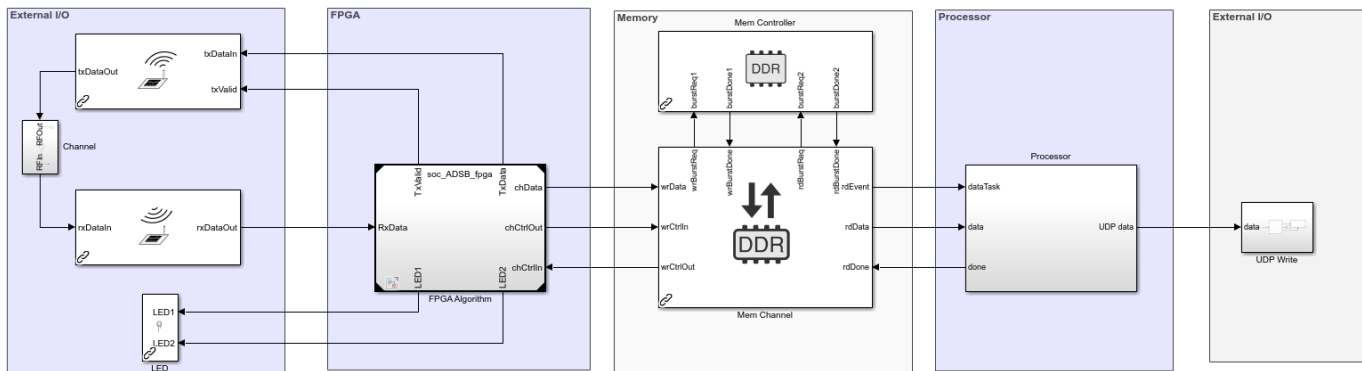 External I/O
txDataIn
txDataOut
txValid
RFOut
RFIn
Channel
rxDataIn
rxDataOut
LED1
LED2
LED
FPGA
soc_ADSB_fpga
TxValid
TxData
chData
RxData
chCtrlOut
chCtrlIn
LED1
LED2
FPGA Algorithm
Memory
Mem Controller
DDR
burstReq1
burstDone1
burstReq2
burstDone2
wrBurstReq
wrBurstDone
rdBurstReq
rdBurstDone
wrData
rdEvent
wrCtrlIn
rdData
DDR
wrCtrlOut
rdDone
Mem Channel
Processor
Processor
dataTask
data
UDP data
done
External I/O
data
UDP Write